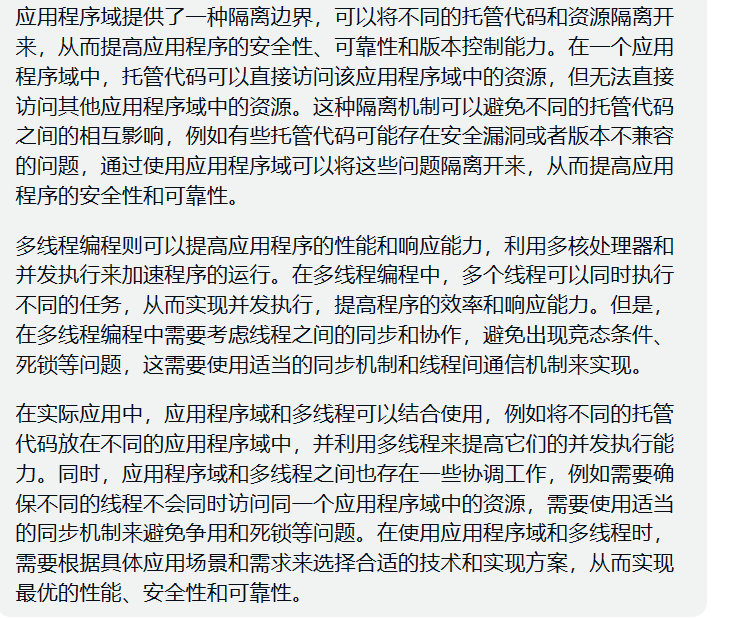 应用程序域提供了一种隔离边界，可以将不同的托管代码和资源隔离开
来，从而提高应用程序的安全性、可靠性和版本控制能力。在一个应用
程序域中，托管代码可以直接访问该应用程序域中的资源，但无法直接
访问其他应用程序域中的资源。这种隔离机制可以避免不同的托管代码
之间的相互影响，例如有些托管代码可能存在安全漏洞或者版本不兼容
的问题，通过使用应用程序域可以将这些问题隔离开来，从而提高应用
程序的安全性和可靠性。
多线程编程则可以提高应用程序的性能和响应能力，利用多核处理器和
并发执行来加速程序的运行。在多线程编程中，多个线程可以同时执行
不同的任务，从而实现并发执行，提高程序的效率和响应能力。但是，
在多线程编程中需要考虑线程之间的同步和协作，避免出现竞态条件、
死锁等问题，这需要使用适当的同步机制和线程间通信机制来实现。
在实际应用中，应用程序域和多线程可以结合使用，例如将不同的托管
代码放在不同的应用程序域中，并利用多线程来提高它们的并发执行能
力。同时，应用程序域和多线程之间也存在一些协调工作，例如需要确
保不同的线程不会同时访问同一个应用程序域中的资源，需要使用适当
的同步机制来避免争用和死锁等问题。在使用应用程序域和多线程时，
需要根据具体应用场景和需求来选择合适的技术和实现方案，从而实现
最优的性能、安全性和可靠性。